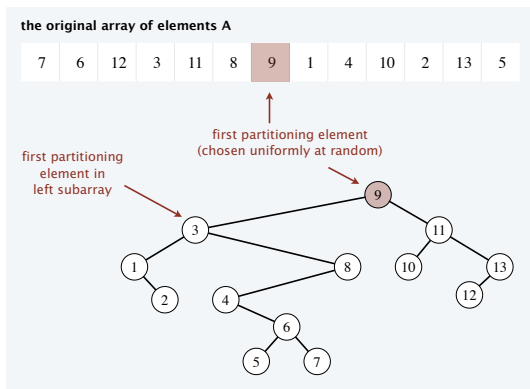 the original array of elements A
7 6 12 3 11 8 9 1 4 10 2 13 5
first partitioning element
(chosen uniformly at random)
first partitioning
element in
left subarray
9
3 11
1 8 10 13
2 4 12
6
5 7